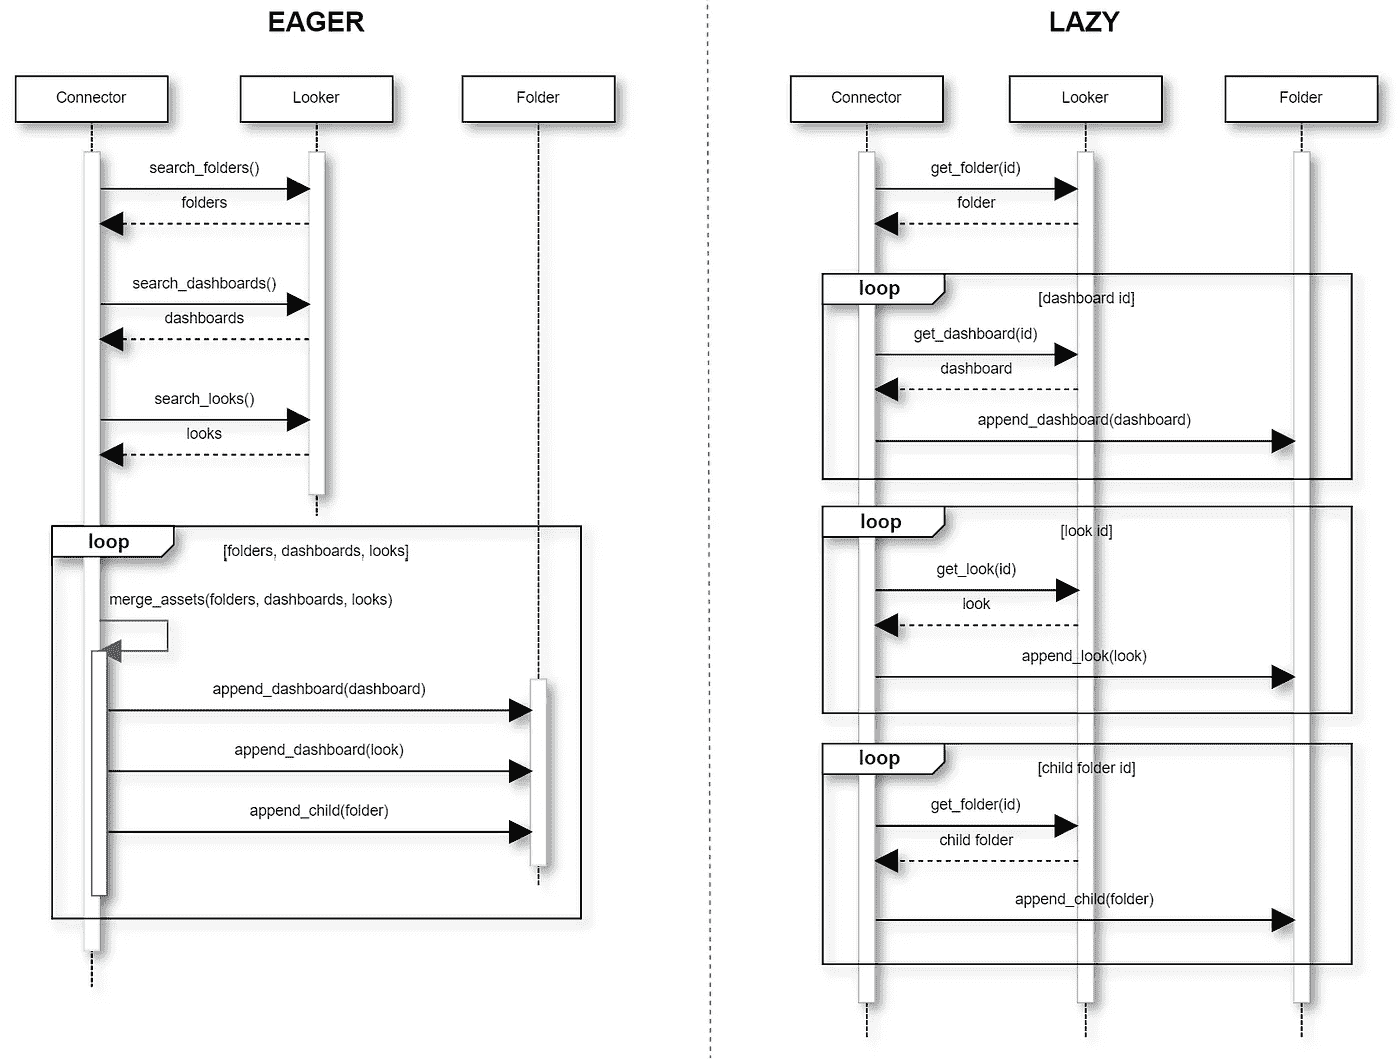 EAGER
Connector
Looker
Folder
search_folders()
folders
search_dashboards()
dashboards
search_looks()
looks
loop
[folders, dashboards, looks]
merge_assets(folders, dashboards, looks)
append_dashboard(dashboard)
append_dashboard(look)
append_child(folder)
LAZY
Connector
Looker
Folder
get_folder(id)
folder
loop
[dashboard id]
get_dashboard(id)
dashboard
append_dashboard(dashboard)
loop
[look id]
get_look(id)
look
append_look(look)
loop
[child folder id]
get_folder(id)
child folder
append_child(folder)